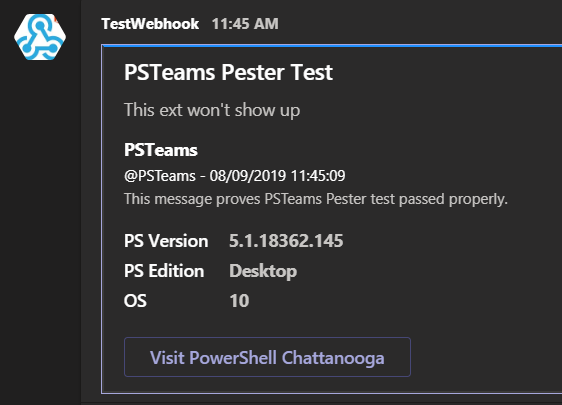 TestWebhook 11:45 AM
PSTeams Pester Test
This ext won't show up
PSTeams
@PSTeams - 08/09/2019 11:45:09
This message proves PSTeams Pester test passed properly.
PS Version 5.1.18362.145
PS Edition Desktop
OS 10
Visit PowerShell Chattanooga